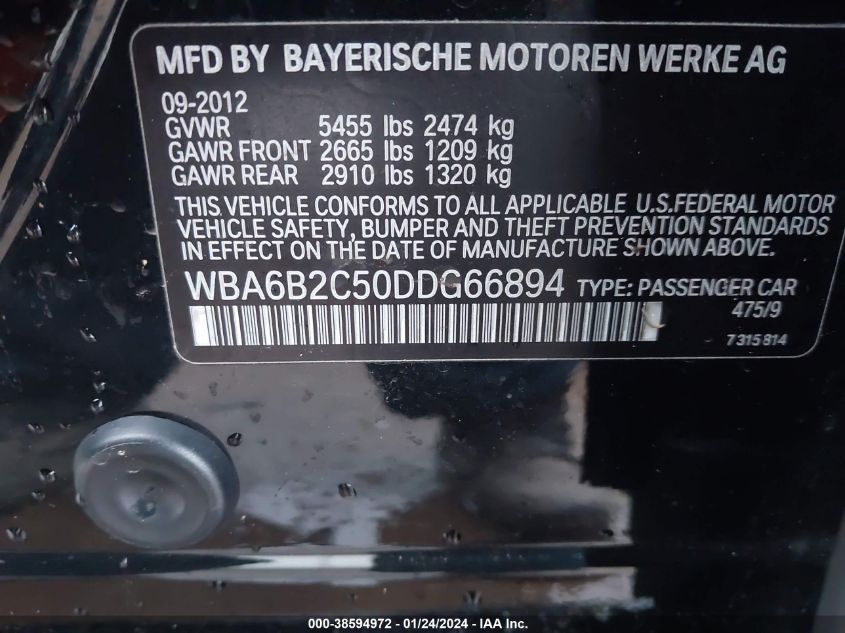 MFD BY BAYERISCHE MOTOREN WERKE AG
09-2012
GVWR 5455 lbs 2474 kg
GAWR FRONT 2665 lbs 1209 kg
GAWR REAR 2910 lbs 1320 kg
THIS VEHICLE CONFORMS TO ALL APPLICABLE U.S.FEDERAL MOTOR
VEHICLE SAFETY, BUMPER AND THEFT PREVENTION STANDARDS
IN EFFECT ON THE DATE OF MANUFACTURE SHOWN ABOVE.
WBA6B2C50DDG66894 TYPE: PASSENGER CAR
475/9
7 315 814
000-38594972 | 01/24/2024 - IAA Inc.